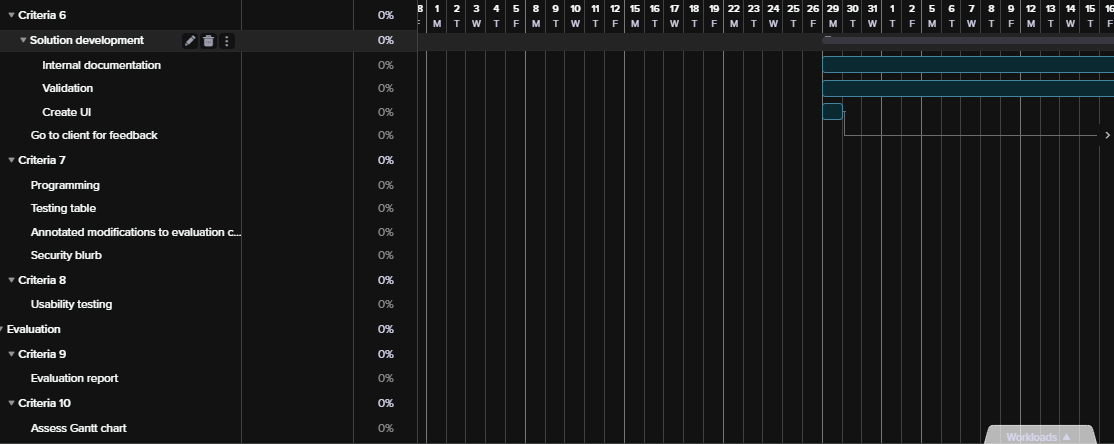 8 1 2 3 4 5 8 9 10 11 12 15 16 17 18 19 22 23 24 25 26 29 30 31 1 2 5 6 7 8 9 12 13 14 15 16
F M T W T F M T W T F M T W T F M T W T F M T W T F M T W T F M T W T F
Criteria 6 0%
Solution development 0%
Internal documentation 0%
Validation 0%
Create UI 0%
Go to client for feedback 0%
Criteria 7 0%
Programming 0%
Testing table 0%
Annotated modifications to evaluation c... 0%
Security blurb 0%
Criteria 8 0%
Usability testing 0%
Evaluation 0%
Criteria 9 0%
Evaluation report 0%
Criteria 10 0%
Assess Gantt chart 0%
Workloads